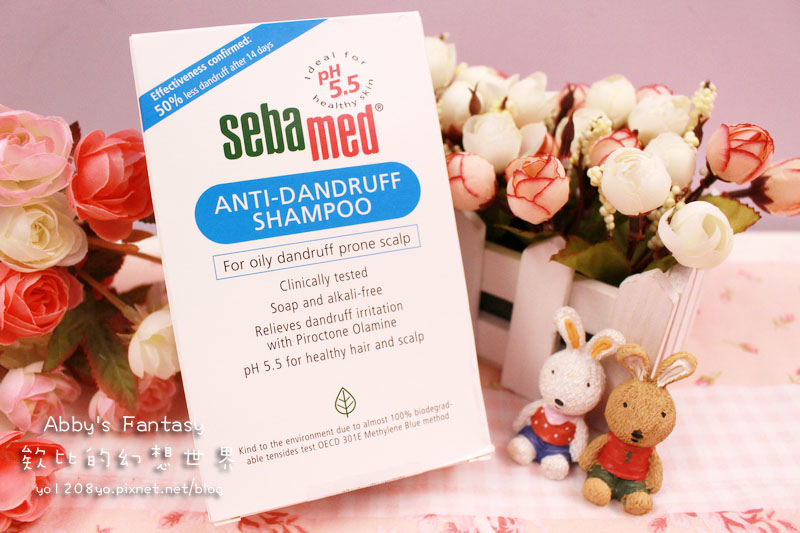 Effectiveness confirmed:
50% less dandruff after 14 days
Ideal for
pH
5.5
healthy skin
sebamed®
ANTI-DANDRUFF
SHAMPOO
For oily dandruff prone scalp
Clinically tested
Soap and alkali-free
Relieves dandruff irritation
with Piroctone Olamine
pH 5.5 for healthy hair and scalp
Kind to the environment due to almost 100% biodegrad-
able tensides test OECD 301E Methylene Blue method
Abby's Fantasy
欸比的幻想世界
yo1208yo.pixnet.net/blog